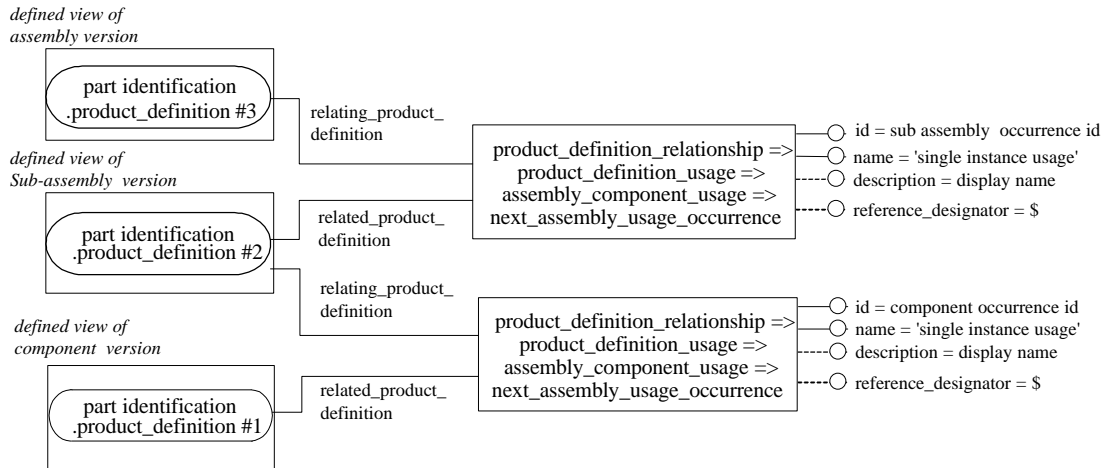 defined view of
assembly version
part identification
.product_definition #3
relating_product_
definition
product_definition_relationship =>
product_definition_usage =>
assembly_component_usage =>
next_assembly_usage_occurrence
id = sub assembly occurrence id
name = 'single instance usage'
description = display name
reference_designator = $
defined view of
Sub-assembly version
part identification
.product_definition #2
related_product_
definition
relating_product_
definition
product_definition_relationship =>
product_definition_usage =>
assembly_component_usage =>
next_assembly_usage_occurrence
id = component occurrence id
name = 'single instance usage'
description = display name
reference_designator = $
defined view of
component version
part identification
.product_definition #1
related_product_
definition